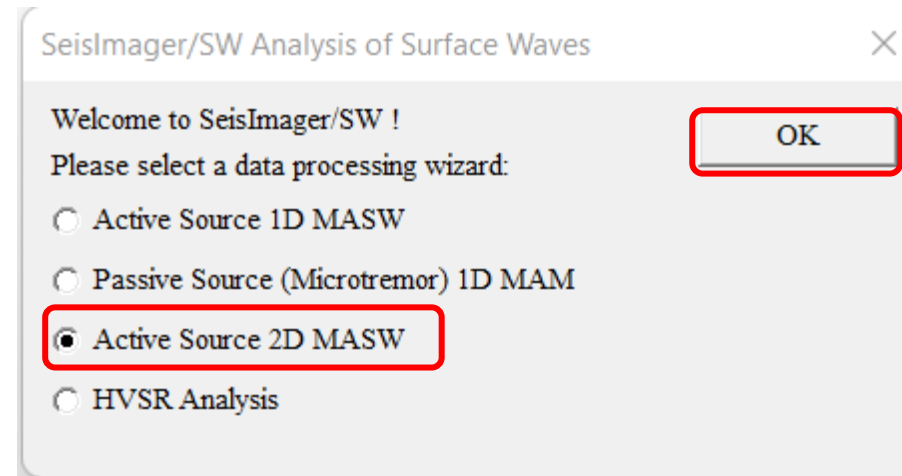 SeisImager/SW Analysis of Surface Waves
Welcome to SeisImager/SW !
OK
Please select a data processing wizard:
Active Source 1D MASW
Passive Source (Microtremor) 1D MAM
Active Source 2D MASW
HVSR Analysis